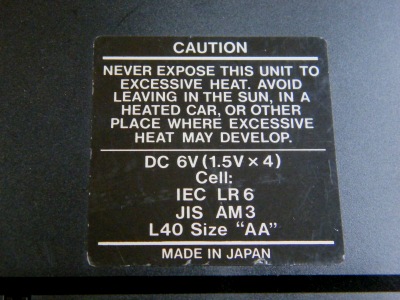 CAUTION
NEVER EXPOSE THIS UNIT TO
EXCESSIVE HEAT. AVOID
LEAVING IN THE SUN, IN A
HEATED CAR, OR OTHER
PLACE WHERE EXCESSIVE
HEAT MAY DEVELOP.
DC 6V (1.5V × 4)
Cell:
IEC LR6
JIS AM3
L40 Size "AA"
MADE IN JAPAN